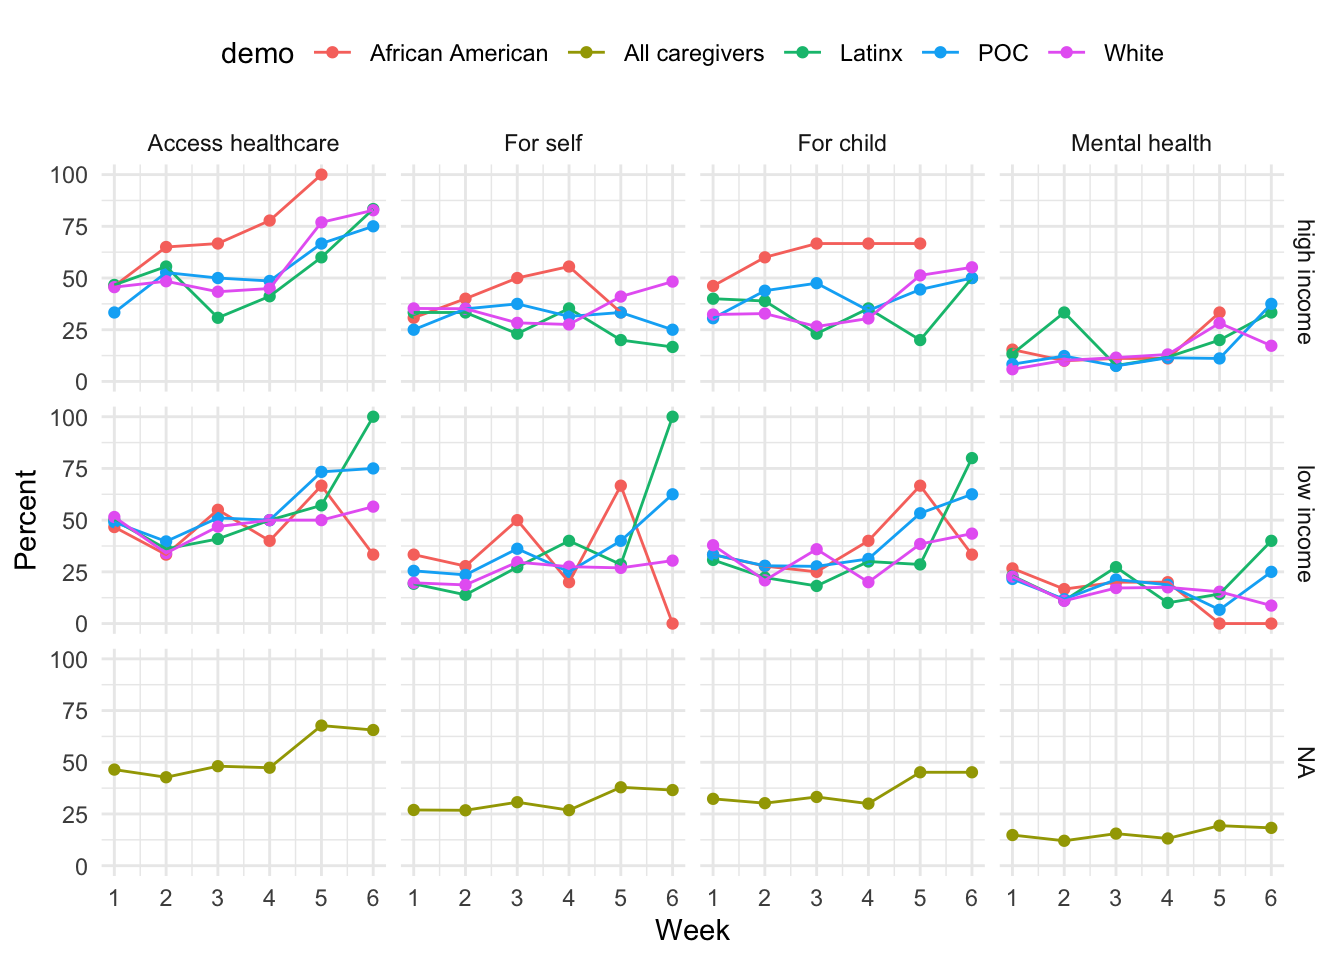 demo African American All caregivers Latinx POC White
Access healthcare For self For child Mental health
100
75
50
25
0
high income
100
75
50
25
0
low income
100
75
50
25
0
NA
Percent
1 2 3 4 5 6 1 2 3 4 5 6 1 2 3 4 5 6 1 2 3 4 5 6
Week